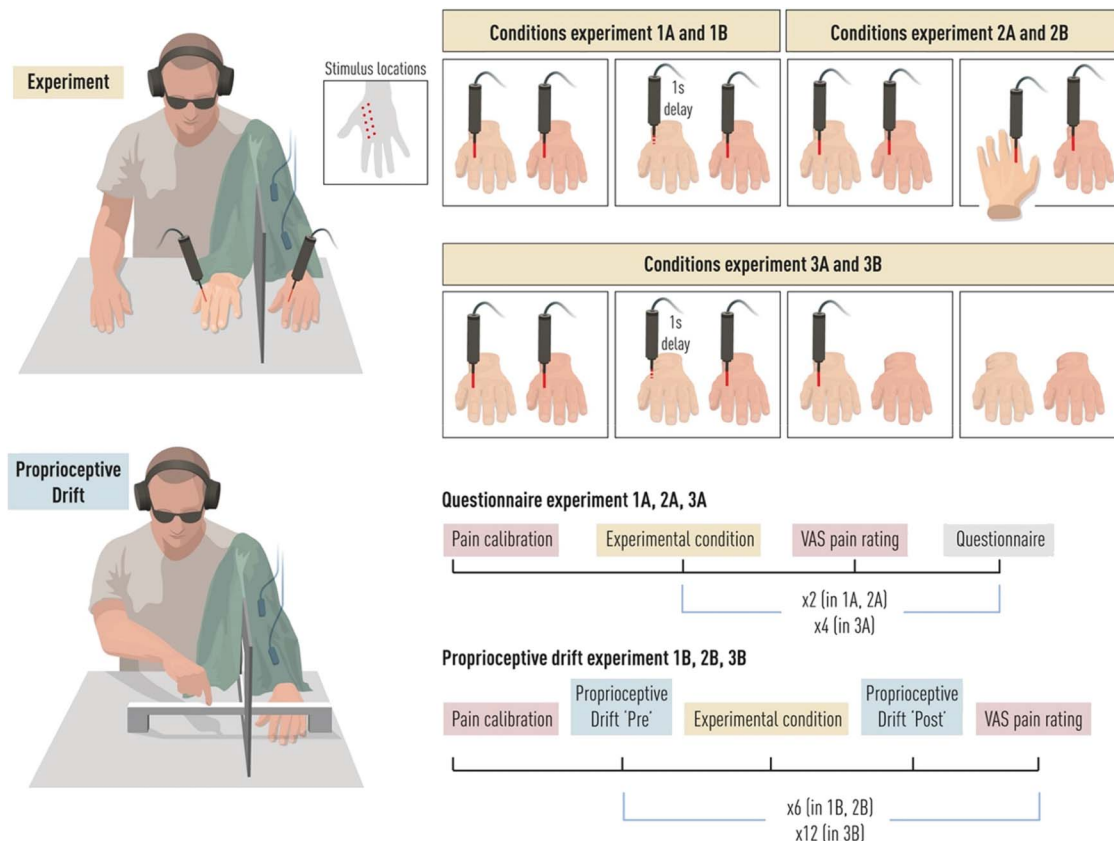 Experiment
Stimulus locations
Conditions experiment 1A and 1B
1s
delay
Conditions experiment 2A and 2B
Conditions experiment 3A and 3B
1s
delay
Proprioceptive
Drift
Questionnaire experiment 1A, 2A, 3A
Pain calibration
Experimental condition
VAS pain rating
Questionnaire
x2 (in 1A, 2A)
x4 (in 3A)
Proprioceptive drift experiment 1B, 2B, 3B
Pain calibration
Proprioceptive
Drift 'Pre'
Experimental condition
Proprioceptive
Drift 'Post'
VAS pain rating
x6 (in 1B, 2B)
x12 (in 3B)